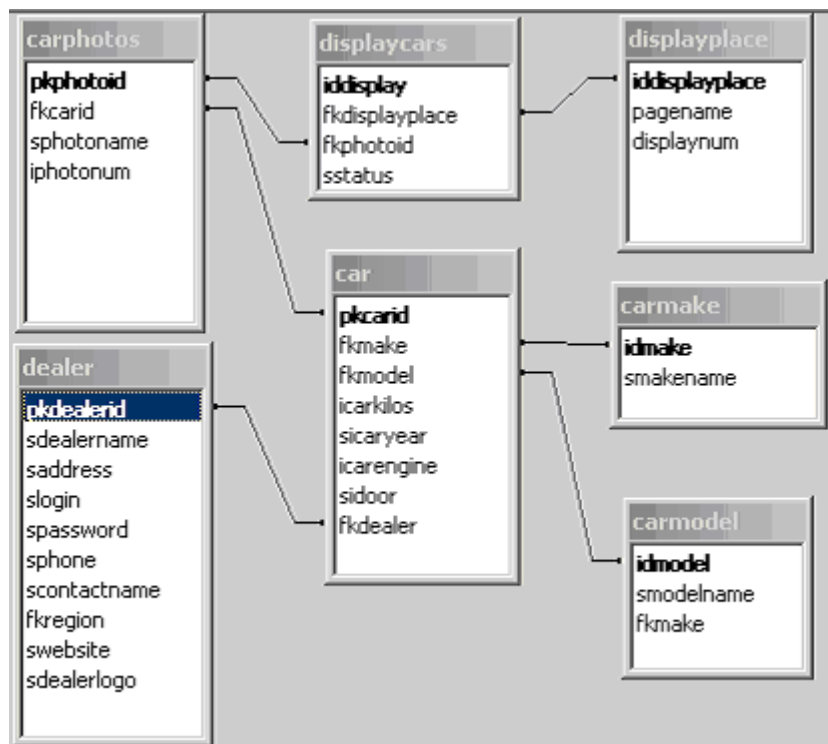 carphotos
pkphotoid
fkcarid
sphotoname
iphotonum
displaycars
iddisplay
fkdisplayplace
fkphotoid
sstatus
displayplace
iddisplayplace
pagename
displaynum
dealer
pkdealerid
sdealername
saddress
slogin
spassword
sphone
scontactname
fkregion
swebsite
sdealerlogo
car
pkcarid
fkmake
fkmodel
icarkilos
sicaryear
icarengine
sidoor
fkdealer
carmake
idmake
smakename
carmodel
idmodel
smodelname
fkmake